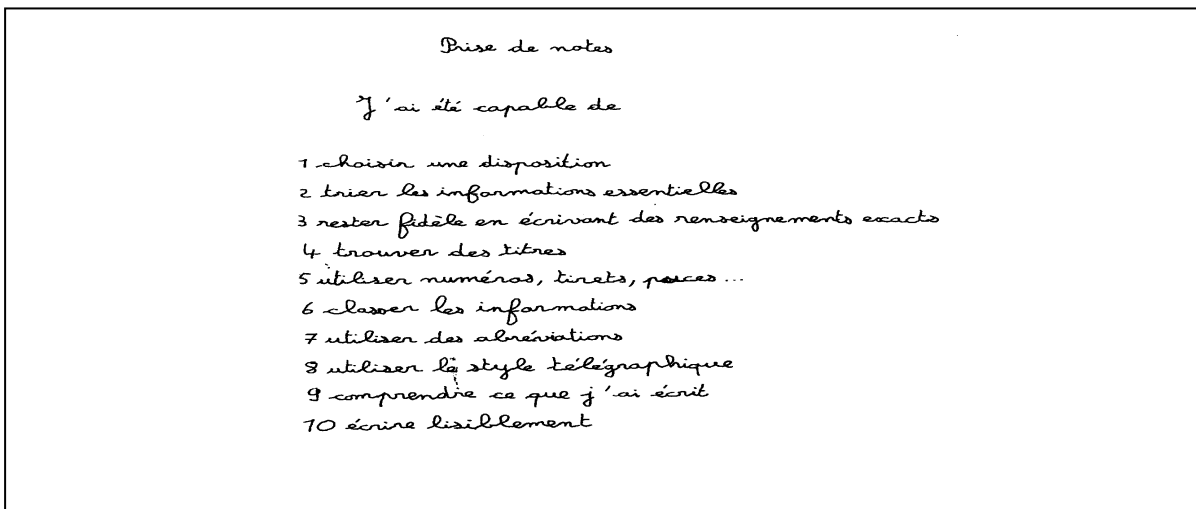 Prise de notes
J'ai été capable de
1 choisir une disposition
2 trier les informations essentielles
3 rester fidèle en écrivant des renseignements exacts
4 trouver des titres
5 utiliser numéros, tirets, puces ...
6 classer les informations
7 utiliser des abréviations
8 utiliser le style télégraphique
9 comprendre ce que j'ai écrit
10 écrire lisiblement